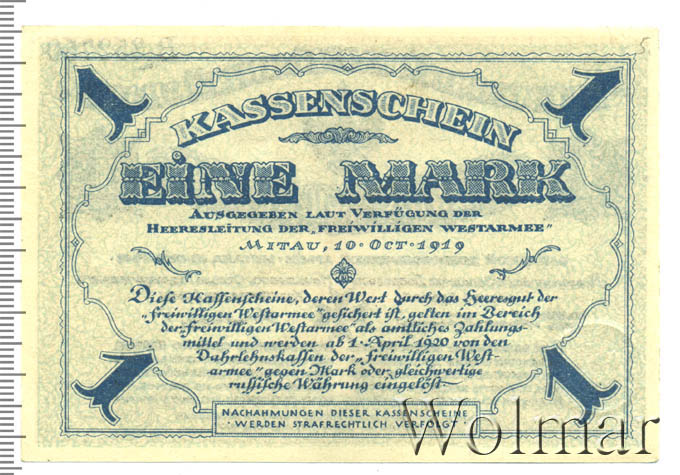 1 1
KASSENSCHEIN
EINE MARK
AUSGEGEBEN LAUT VERFÜGUNG DER
HEERESLEITUNG DER „FREIWILLIGEN WESTARMEE"
MITAU, 10·OCT·1919
Diese Kassenscheine, deren Wert durch das Heeresgut der
„freiwilligen Westarmee" gesichert ist, gelten im Bereich
der „freiwilligen Westarmee" als amtliches Zahlungs-
mittel und werden ab 1·April 1920 von den
Darlehnskassen der „freiwilligen West-
armee" gegen Mark oder gleichwertige
russische Währung eingelöst
1 1
NACHAHMUNGEN DIESER KASSENSCHEINE
WERDEN STRAFRECHTLICH VERFOLGT
Wolmar